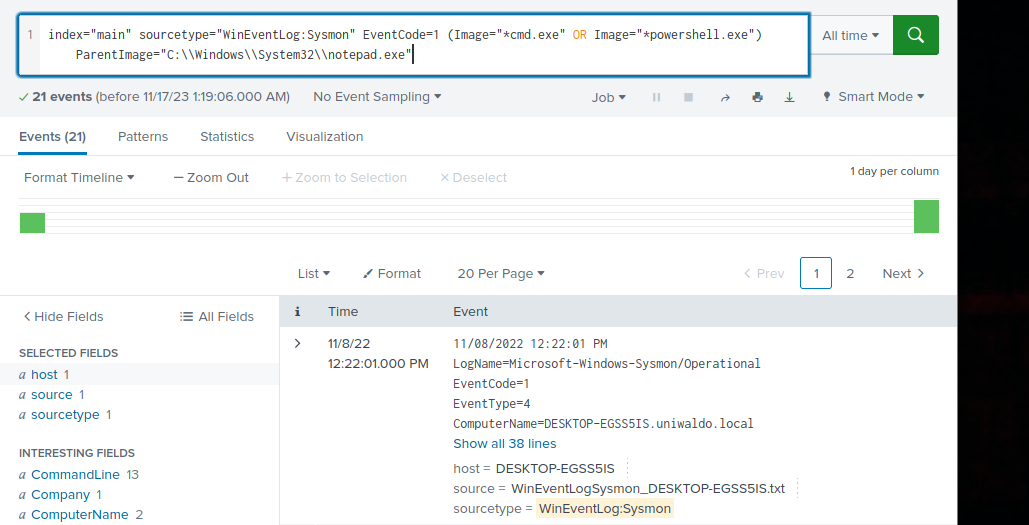 1 index="main" sourcetype="WinEventLog:Sysmon" EventCode=1 (Image="*cmd.exe" OR Image="*powershell.exe")
ParentImage="C:\\Windows\\System32\\notepad.exe"
All time
21 events (before 11/17/23 1:19:06.000 AM)
No Event Sampling
Job
Smart Mode
Events (21)
Patterns
Statistics
Visualization
Format Timeline
Zoom Out
Zoom to Selection
Deselect
1 day per column
List
Format
20 Per Page
Prev
1
2
Next
Hide Fields
All Fields
SELECTED FIELDS
a host 1
a source 1
a sourcetype 1
INTERESTING FIELDS
a CommandLine 13
a Company 1
a ComputerName 2
i
Time
Event
11/8/22
12:22:01.000 PM
11/08/2022 12:22:01 PM
LogName=Microsoft-Windows-Sysmon/Operational
EventCode=1
EventType=4
ComputerName=DESKTOP-EGSS5IS.uniwaldo.local
Show all 38 lines
host = DESKTOP-EGSS5IS
source = WinEventLogSysmon_DESKTOP-EGSS5IS.txt
sourcetype = WinEventLog:Sysmon